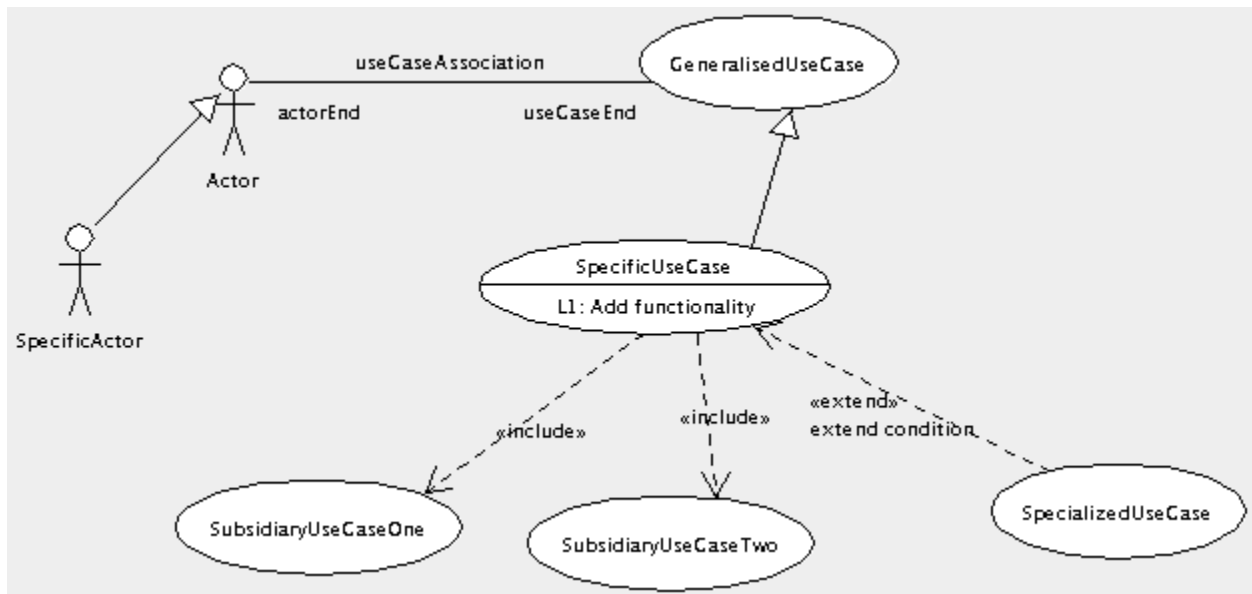 GeneralisedUseCase
useCaseAssociation
actorEnd
useCaseEnd
Actor
SpecificUseCase
L1: Add functionality
SpecificActor
«extend»
extend condition
«include»
«include»
SubsidiaryUseCaseOne
SubsidiaryUseCaseTwo
SpecializedUseCase